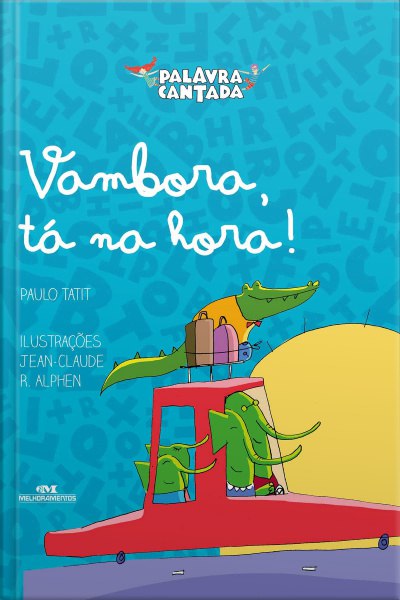 PALAVRA
CANTADA
Vambora,
tá na hora!
PAULO TATIT
ILUSTRAÇÕES
JEAN-CLAUDE
R. ALPHEN
MELHORAMENTOS